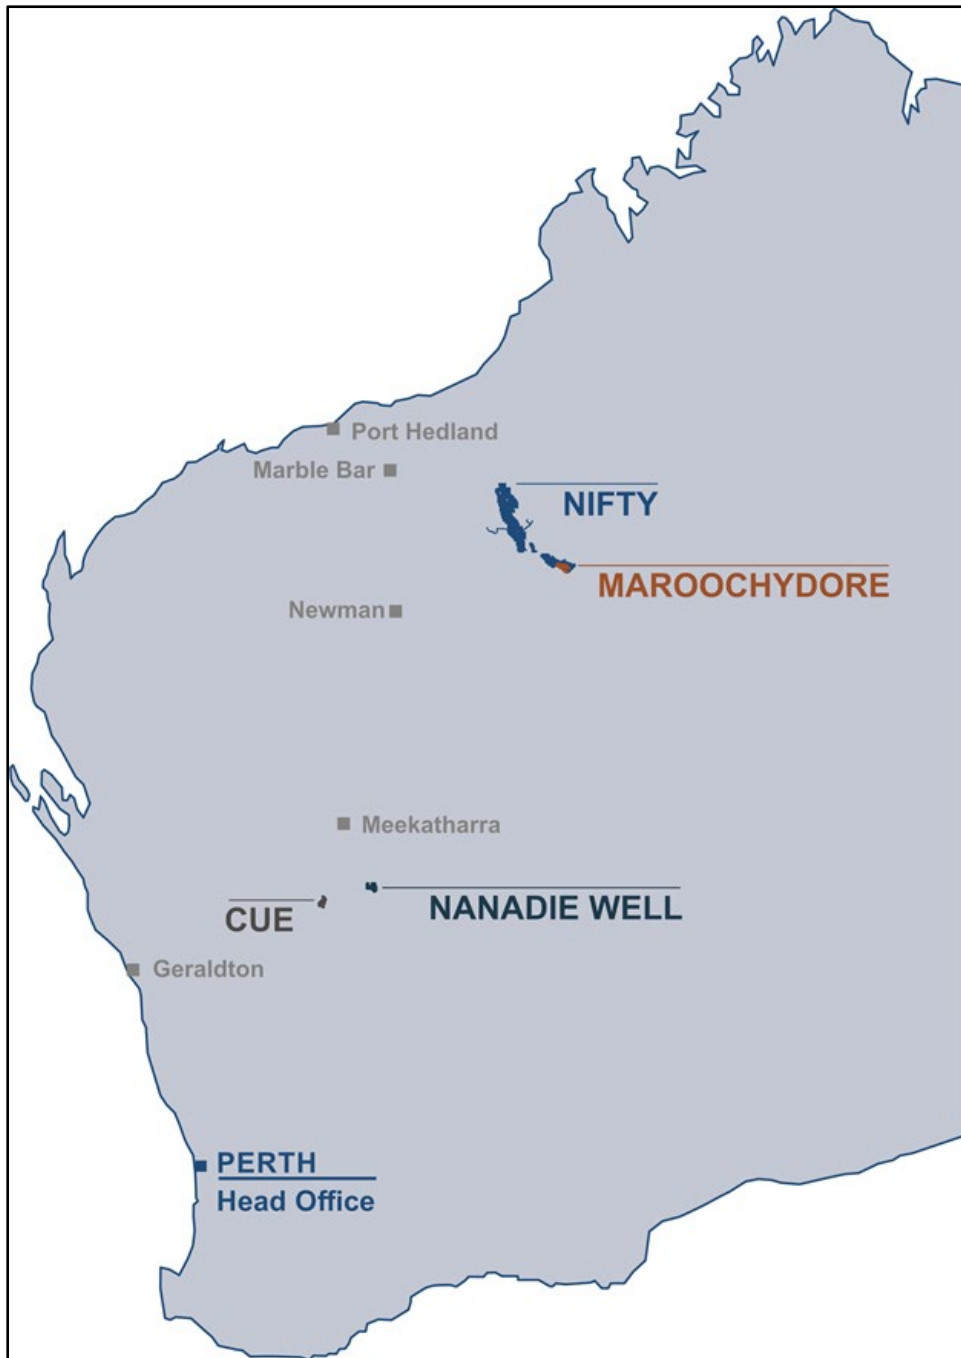 Port Hedland
Marble Bar
NIFTY
MAROOCHYDORE
Newman
Meekatharra
CUE
NANADIE WELL
Geraldton
PERTH
Head Office